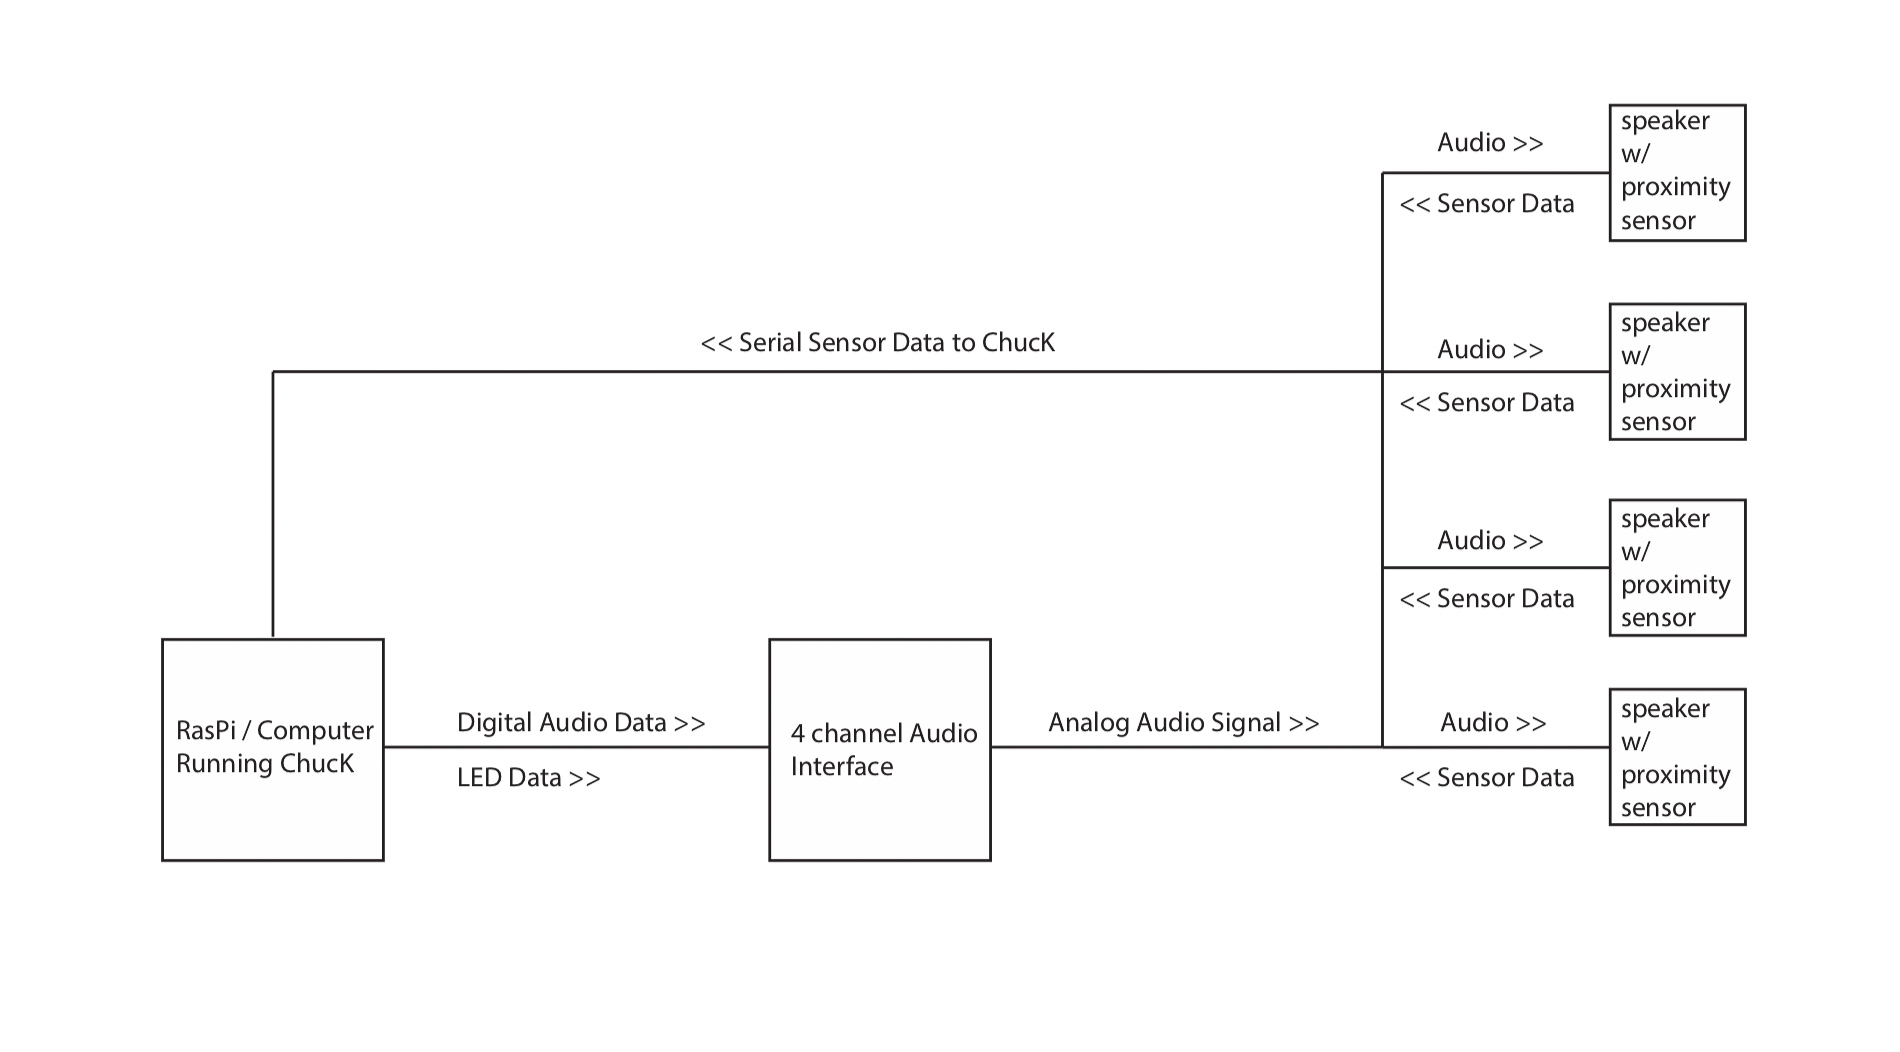 Audio >>
<< Sensor Data
speaker
w/
proximity
sensor
<< Serial Sensor Data to ChucK
Audio >>
<< Sensor Data
speaker
w/
proximity
sensor
Audio >>
<< Sensor Data
speaker
w/
proximity
sensor
RasPi / Computer
Running ChucK
Digital Audio Data >>
LED Data >>
4 channel Audio
Interface
Analog Audio Signal >>
Audio >>
<< Sensor Data
speaker
w/
proximity
sensor